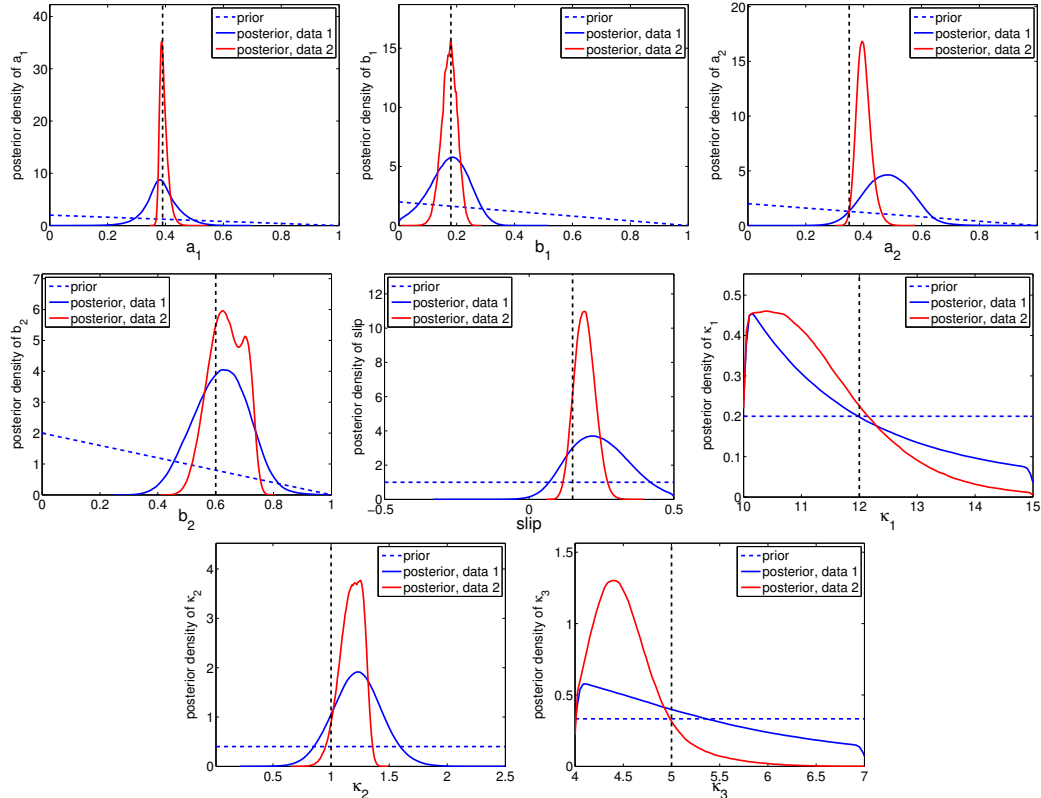 40
30
20
10
0
posterior density of a1
prior
posterior, data 1
posterior, data 2
0 0.2 0.4 0.6 0.8 1
a1
15
10
5
0
posterior density of b1
prior
posterior, data 1
posterior, data 2
0 0.2 0.4 0.6 0.8 1
b1
20
15
10
5
0
posterior density of a2
prior
posterior, data 1
posterior, data 2
0 0.2 0.4 0.6 0.8 1
a2
7
6
5
4
3
2
1
0
posterior density of b2
prior
posterior, data 1
posterior, data 2
0 0.2 0.4 0.6 0.8 1
b2
12
10
8
6
4
2
0
posterior density of slip
prior
posterior, data 1
posterior, data 2
−0.5 0 0.5
slip
0.5
0.4
0.3
0.2
0.1
0
posterior density of κ1
prior
posterior, data 1
posterior, data 2
10 11 12 13 14 15
κ1
4
3
2
1
0
posterior density of κ2
prior
posterior, data 1
posterior, data 2
0 0.5 1 1.5 2 2.5
κ2
1.5
1
0.5
0
posterior density of κ3
prior
posterior, data 1
posterior, data 2
4 4.5 5 5.5 6 6.5 7
κ3